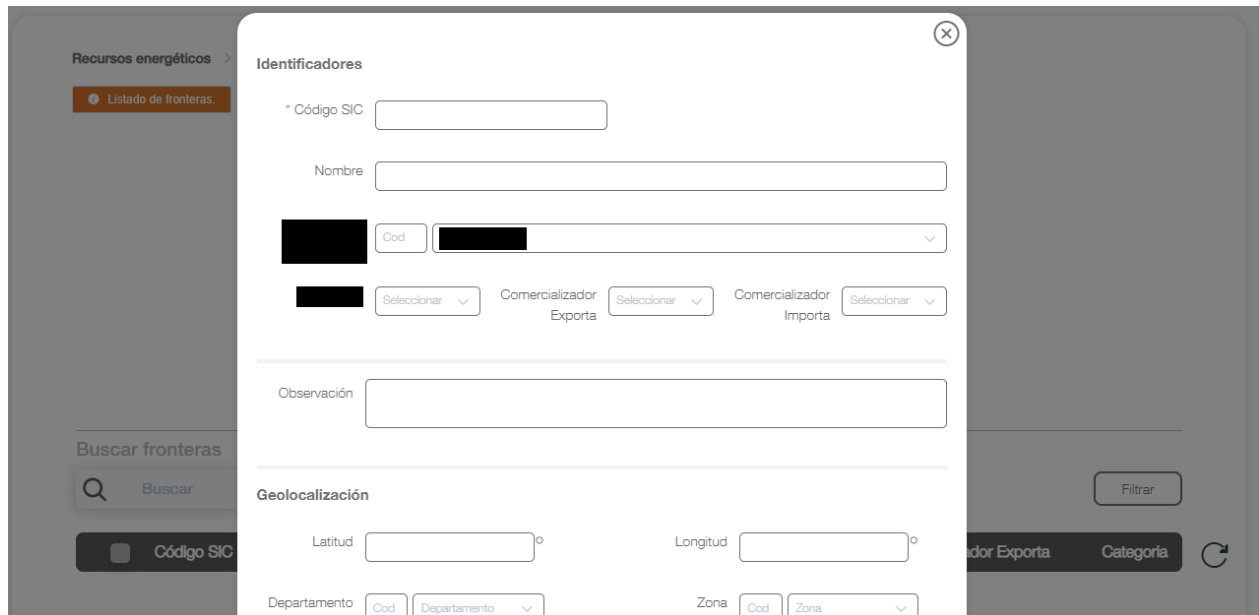 Recursos energéticos >
Listado de fronteras.
Identificadores
* Código SIC
Nombre
Cod
Seleccionar
Comercializador
Exporta
Seleccionar
Comercializador
Importa
Seleccionar
Observación
Buscar fronteras
Buscar
Filtrar
Geolocalización
Latitud
o
Longitud
o
Código SIC
dor Exporta
Categoria
Departamento
Cod
Departamento
Zona
Cod
Zona